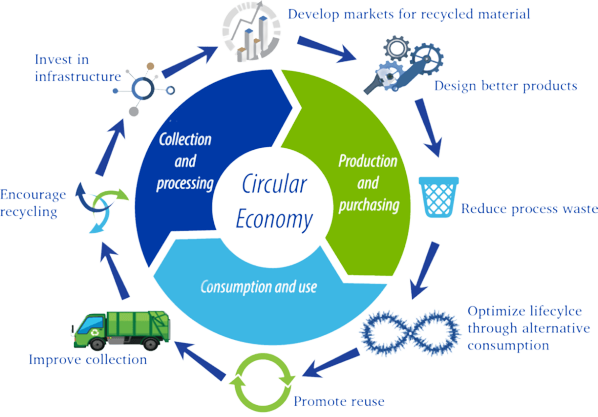 Develop markets for recycled material
Invest in
infrastructure
Design better products
Collection
and
processing
Production
and
purchasing
Circular
Economy
Encourage
recycling
Reduce process waste
Consumption and use
Optimize lifecylce
through alternative
consumption
Improve collection
Promote reuse